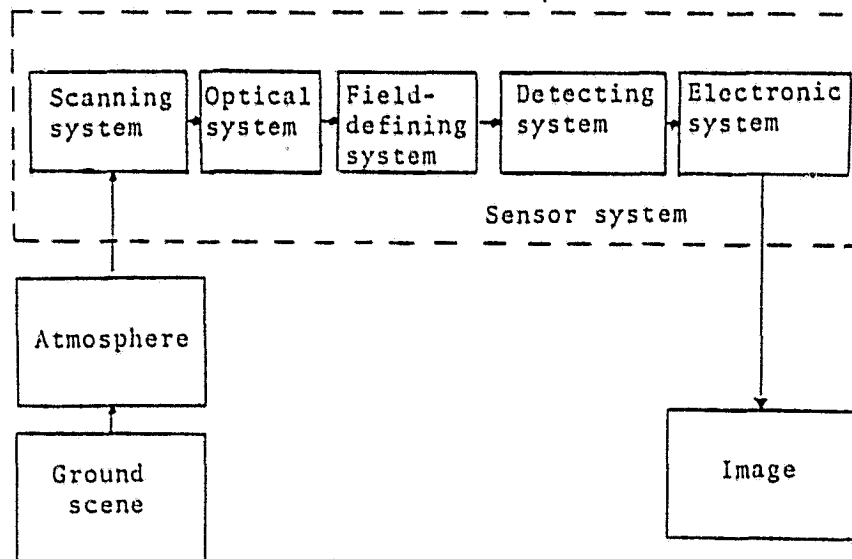 Scanning
system
Optical
system
Field-
defining
system
Detecting
system
Electronic
system
Sensor system
Atmosphere
Ground
scene
Image